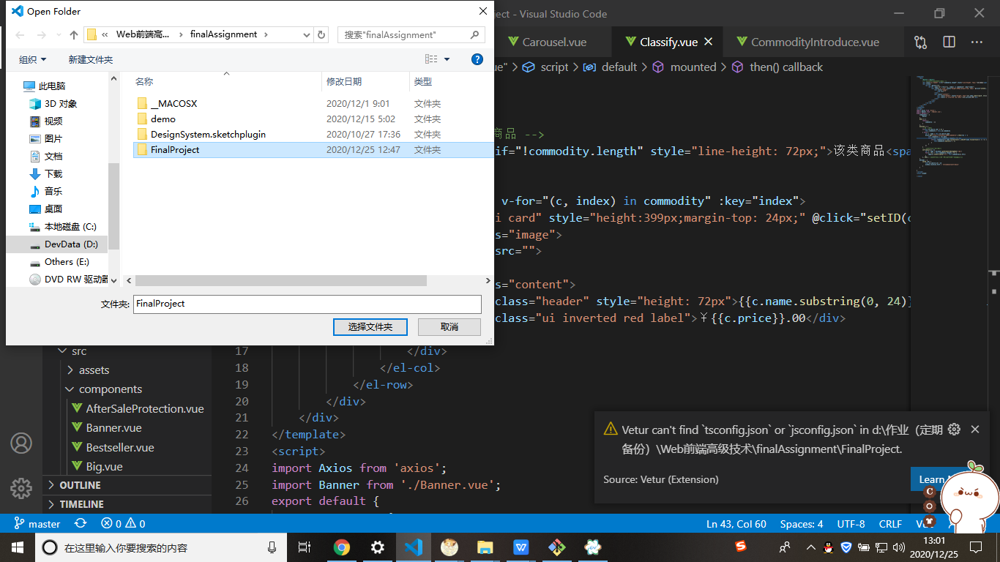 Open Folder
ject - Visual Studio Code
« Web前端高... › finalAssignment ›
搜索"finalAssignment"
组织 新建文件夹
Carousel.vue Classify.vue CommodityIntroduce.vue
ue" > script > default > mounted > then() callback
此电脑
3D 对象
视频
图片
文档
下载
音乐
桌面
本地磁盘 (C:)
DevData (D:)
Others (E:)
DVD RW 驱动器
名称 修改日期 类型
__MACOSX 2020/12/1 9:01 文件夹
demo 2020/12/15 5:02 文件夹
DesignSystem.sketchplugin 2020/10/27 17:36 文件夹
FinalProject 2020/12/25 12:47 文件夹
文件夹: FinalProject
选择文件夹 取消
商品 -->
if="!commodity.length" style="line-height: 72px;">该类商品<spa
v-for="(c, index) in commodity" :key="index">
i card" style="height:399px;margin-top: 24px;" @click="setID(c
s="image">
src="">
s="content">
class="header" style="height: 72px">{{c.name.substring(0, 24)}
class="ui inverted red label">￥{{c.price}}.00</div>
17 </div>
18 </el-col>
19 </el-row>
20 </div>
21 </div>
22 </template>
23 <script>
24 import Axios from 'axios';
25 import Banner from './Banner.vue';
26 export default {
src
assets
components
AfterSaleProtection.vue
Banner.vue
Bestseller.vue
Big.vue
OUTLINE
TIMELINE
Vetur can't find `tsconfig.json` or `jsconfig.json` in d:\作业（定期
备份）\Web前端高级技术\finalAssignment\FinalProject.
Source: Vetur (Extension)
Learn
C
O
master 0 0
Ln 43, Col 60 Spaces: 4 UTF-8 CRLF
在这里输入你要搜索的内容
13:01
2020/12/25